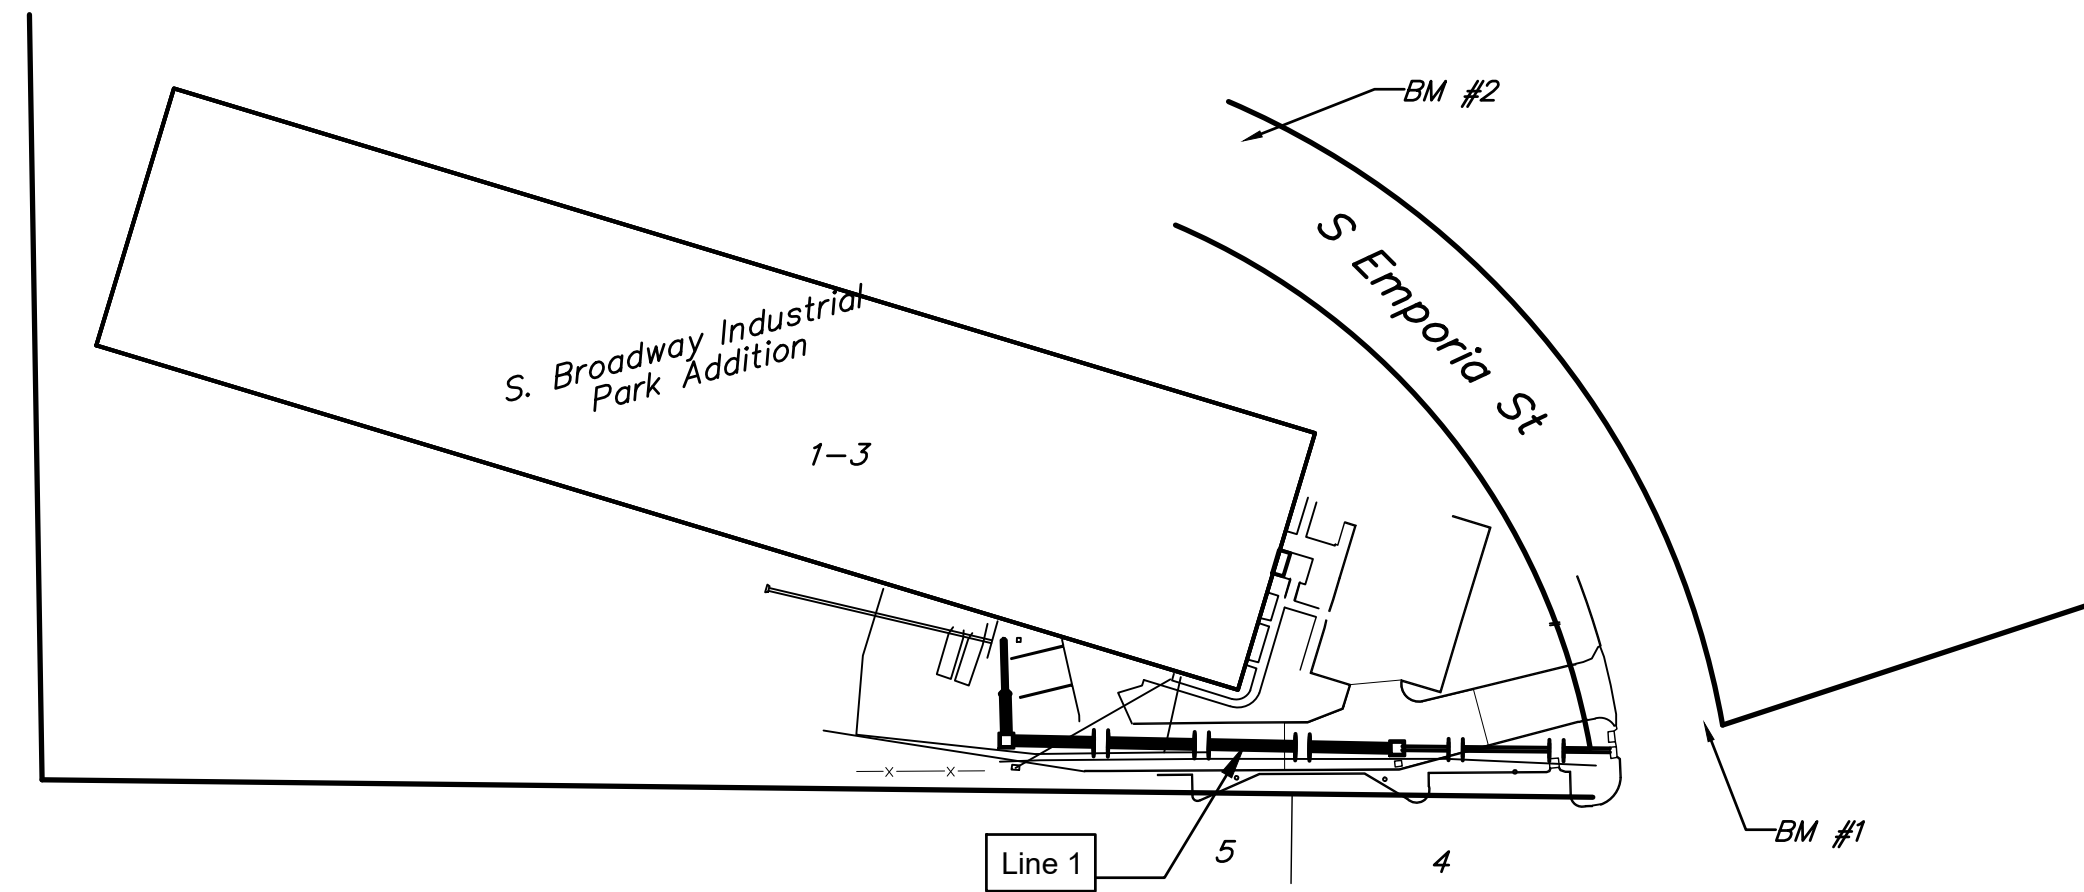 BM #2
S Emporia St
S. Broadway Industrial
Park Addition
1-3
x x
BM #1
Line 1
5
4